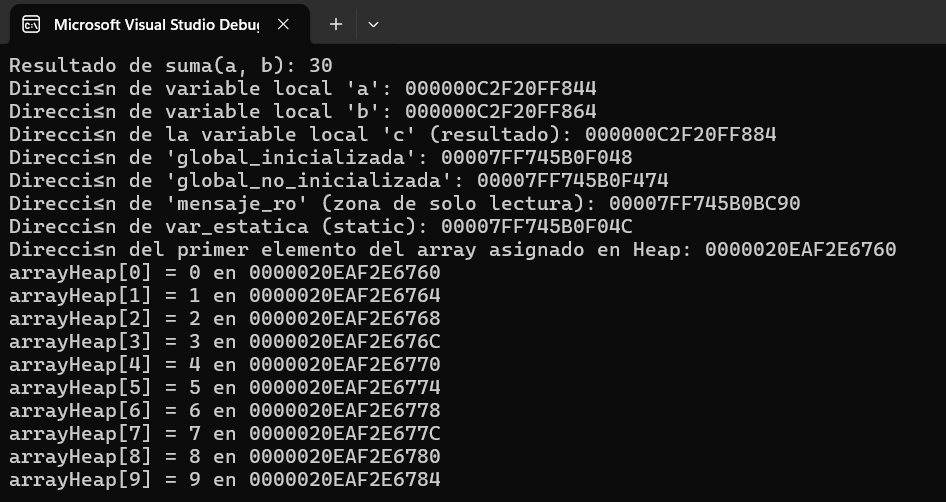 Microsoft Visual Studio Debug
Resultado de suma(a, b): 30
Direcci≤n de variable local 'a': 000000C2F20FF844
Direcci≤n de variable local 'b': 000000C2F20FF864
Direcci≤n de la variable local 'c' (resultado): 000000C2F20FF884
Direcci≤n de 'global_inicializada': 00007FF745B0F048
Direcci≤n de 'global_no_inicializada': 00007FF745B0F474
Direcci≤n de 'mensaje_ro' (zona de solo lectura): 00007FF745B0BC90
Direcci≤n de var_estatica (static): 00007FF745B0F04C
Direcci≤n del primer elemento del array asignado en Heap: 0000020EAF2E6760
arrayHeap[0] = 0 en 0000020EAF2E6760
arrayHeap[1] = 1 en 0000020EAF2E6764
arrayHeap[2] = 2 en 0000020EAF2E6768
arrayHeap[3] = 3 en 0000020EAF2E676C
arrayHeap[4] = 4 en 0000020EAF2E6770
arrayHeap[5] = 5 en 0000020EAF2E6774
arrayHeap[6] = 6 en 0000020EAF2E6778
arrayHeap[7] = 7 en 0000020EAF2E677C
arrayHeap[8] = 8 en 0000020EAF2E6780
arrayHeap[9] = 9 en 0000020EAF2E6784